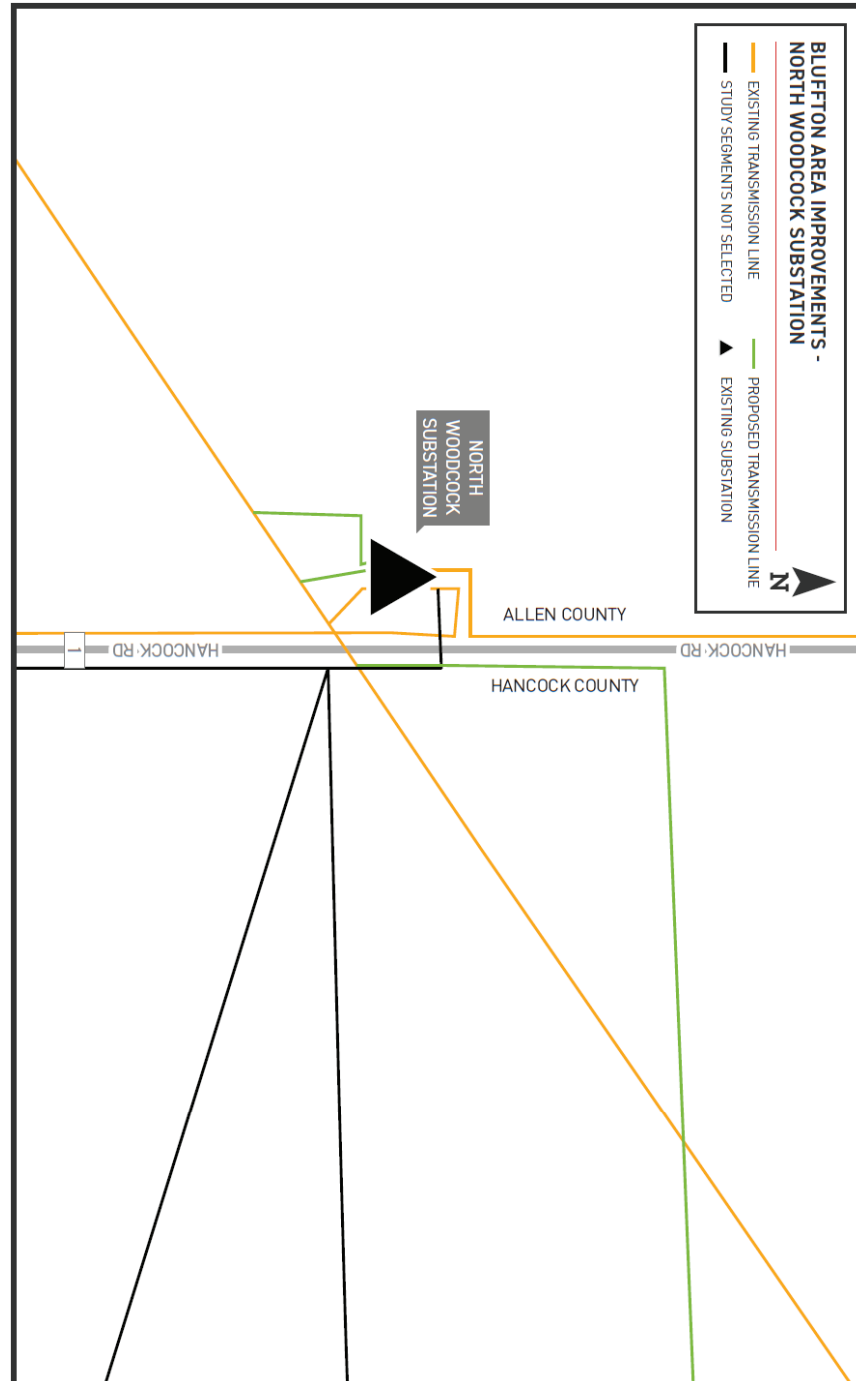 BLUFFTON AREA IMPROVEMENTS -
NORTH WOODCOCK SUBSTATION
EXISTING TRANSMISSION LINE
STUDY SEGMENTS NOT SELECTED
PROPOSED TRANSMISSION LINE
EXISTING SUBSTATION
N
NORTH
WOODCOCK
SUBSTATION
ALLEN COUNTY
HANCOCK RD
1
HANCOCK RD
HANCOCK COUNTY